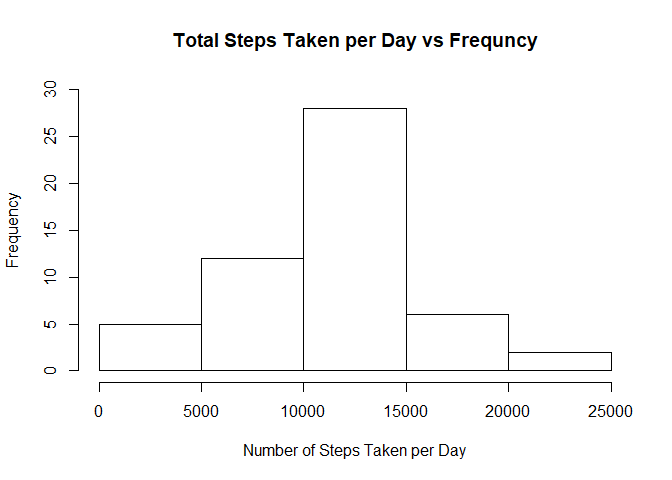 Total Steps Taken per Day vs Frequncy
30
25
20
15
10
5
0
Frequency
0 5000 10000 15000 20000 25000
Number of Steps Taken per Day